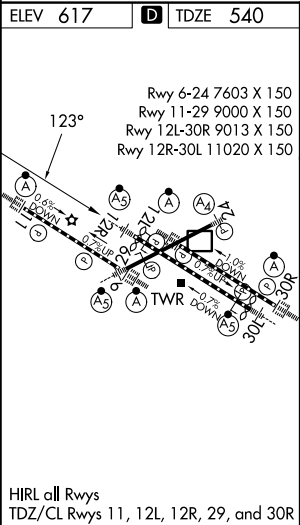 ELEV 617 D TDZE 540
Rwy 6-24 7603 X 150
Rwy 11-29 9000 X 150
Rwy 12L-30R 9013 X 150
Rwy 12R-30L 11020 X 150
123°
A
A5
A
A4
24
0.6%
DOWN
11
P
0.7%UP
P
12R
12L
29
6
UP
P
1.0%
DOWN
0.7%
P
P
A
30R
A5
A
TWR
0.7%
DOWN
A5
30L
HIRL all Rwys
TDZ/CL Rwys 11, 12L, 12R, 29, and 30R